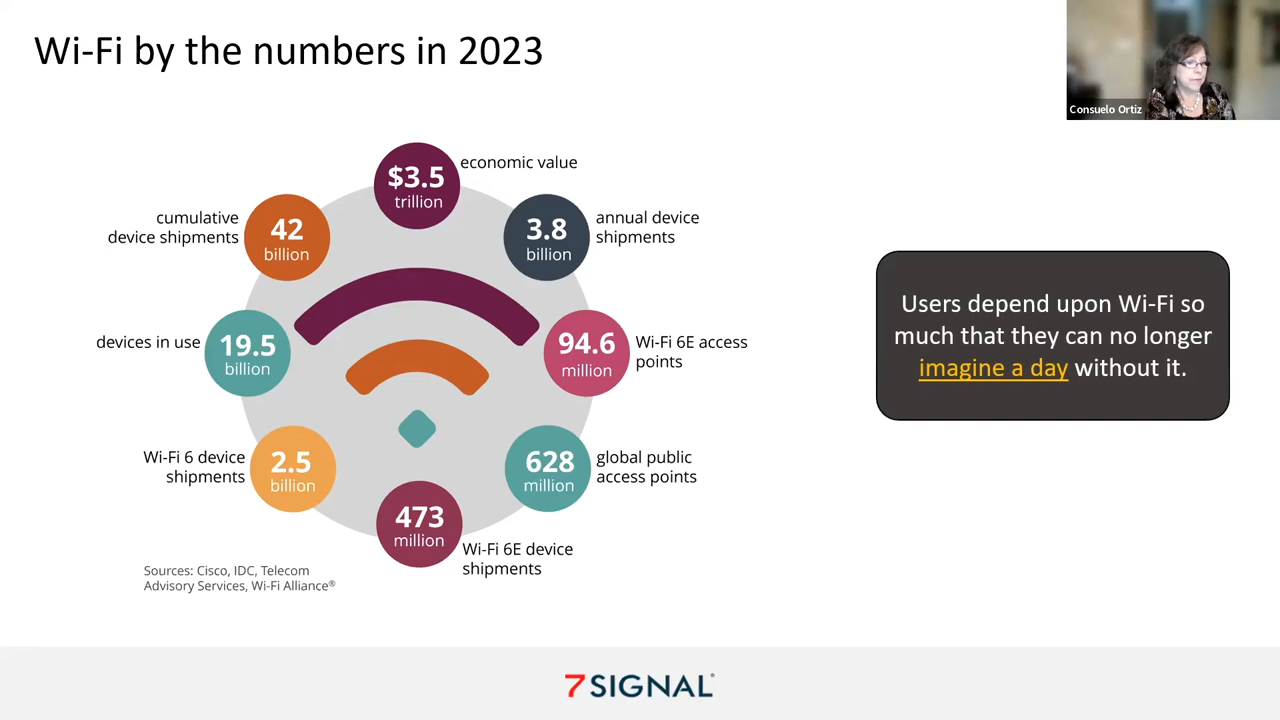 Wi-Fi by the numbers in 2023
Consuelo Ortiz
$3.5
trillion
economic value
cumulative
device shipments
42
billion
3.8
billion
annual device
shipments
devices in use
19.5
billion
94.6
million
Wi-Fi 6E access
points
Wi-Fi 6 device
shipments
2.5
billion
628
million
global public
access points
473
million
Wi-Fi 6E device
shipments
Sources: Cisco, IDC, Telecom
Advisory Services, Wi-Fi Alliance®
Users depend upon Wi-Fi so
much that they can no longer
imagine a day without it.
7SIGNAL®